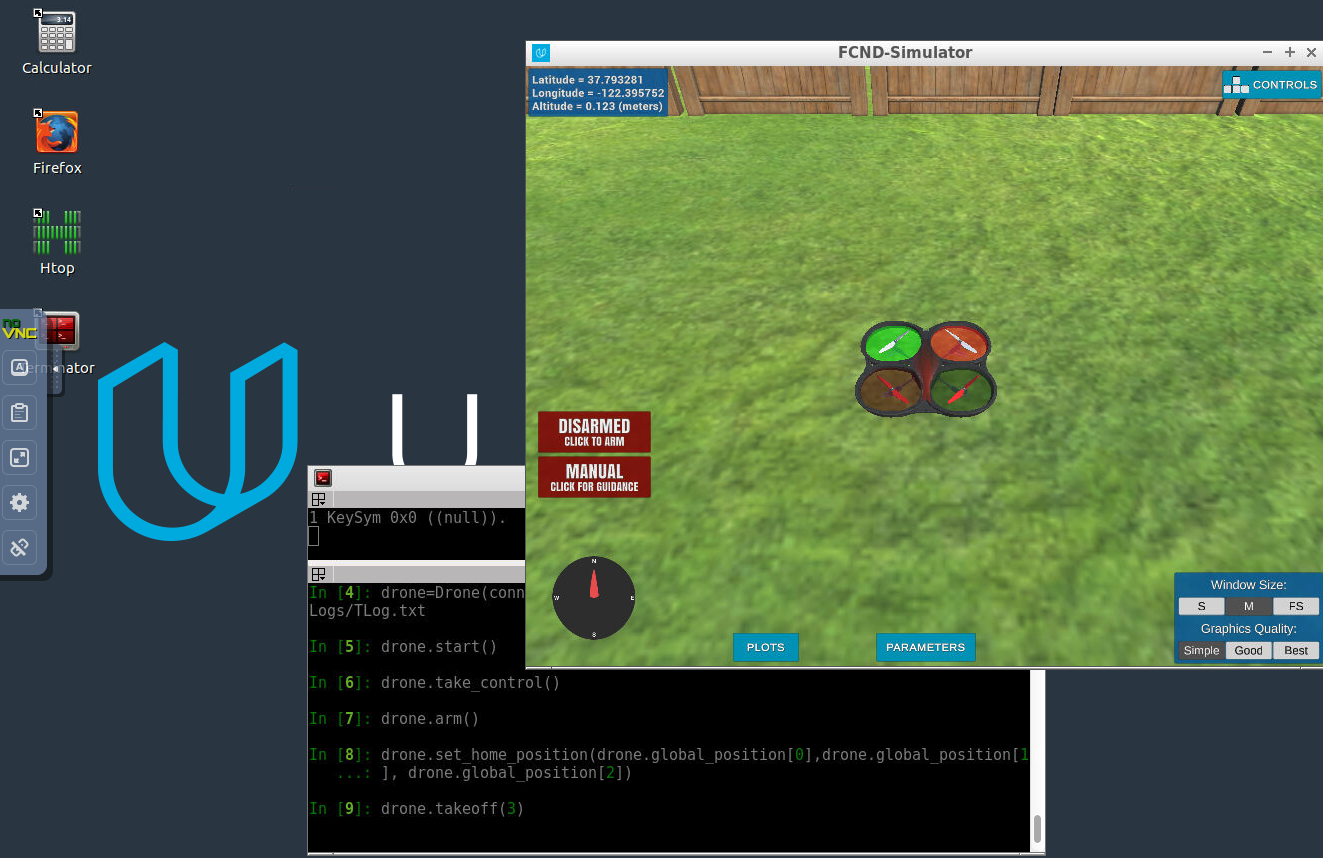 Calculator
Firefox
Htop
noVNC
FCND-Simulator
Latitude = 37.793281
Longitude = -122.395752
Altitude = 0.123 (meters)
CONTROLS
DISARMED
CLICK TO ARM
MANUAL
CLICK FOR GUIDANCE
N
W
E
S
PLOTS
PARAMETERS
Window Size:
S M FS
Graphics Quality:
Simple Good Best
1 KeySym 0x0 ((null)).
In [4]: drone=Drone(conn
Logs/TLog.txt
In [5]: drone.start()
In [6]: drone.take_control()
In [7]: drone.arm()
In [8]: drone.set_home_position(drone.global_position[0],drone.global_position[1
...: ], drone.global_position[2])
In [9]: drone.takeoff(3)